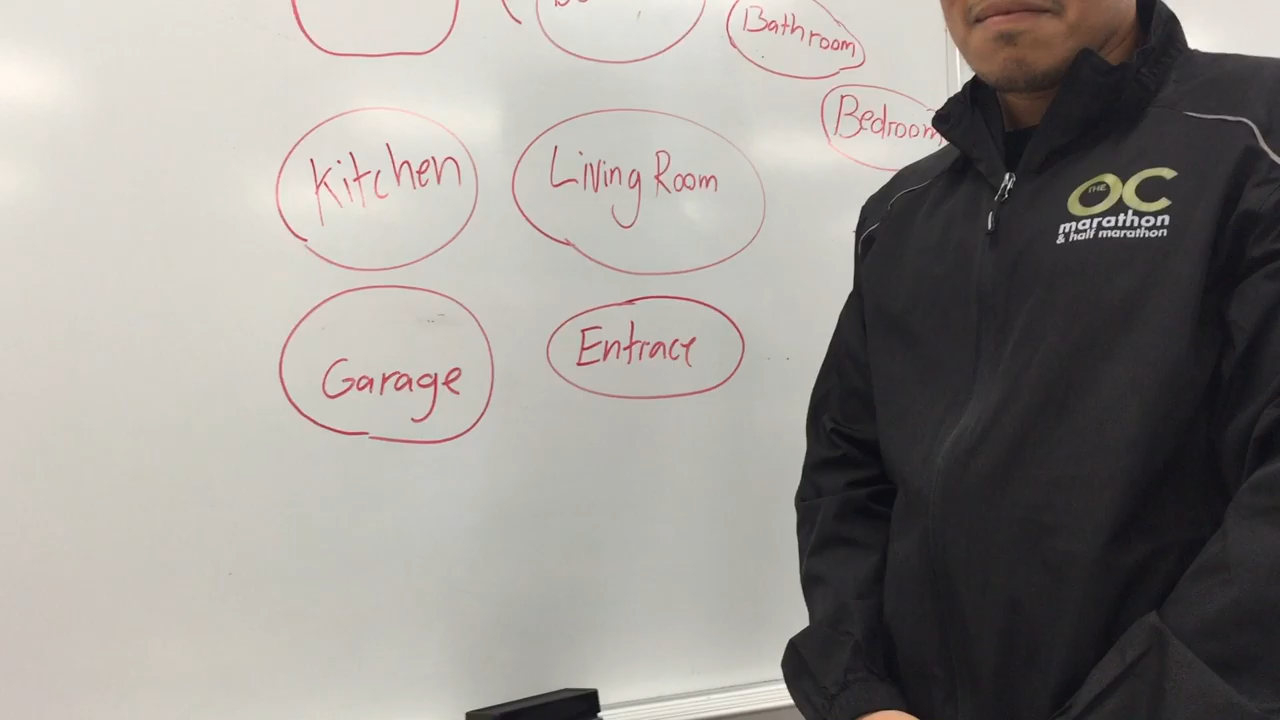 Bathroom
Bedroom
Kitchen
Living Room
Garage
Entrace
THE
OC
marathon
& half marathon